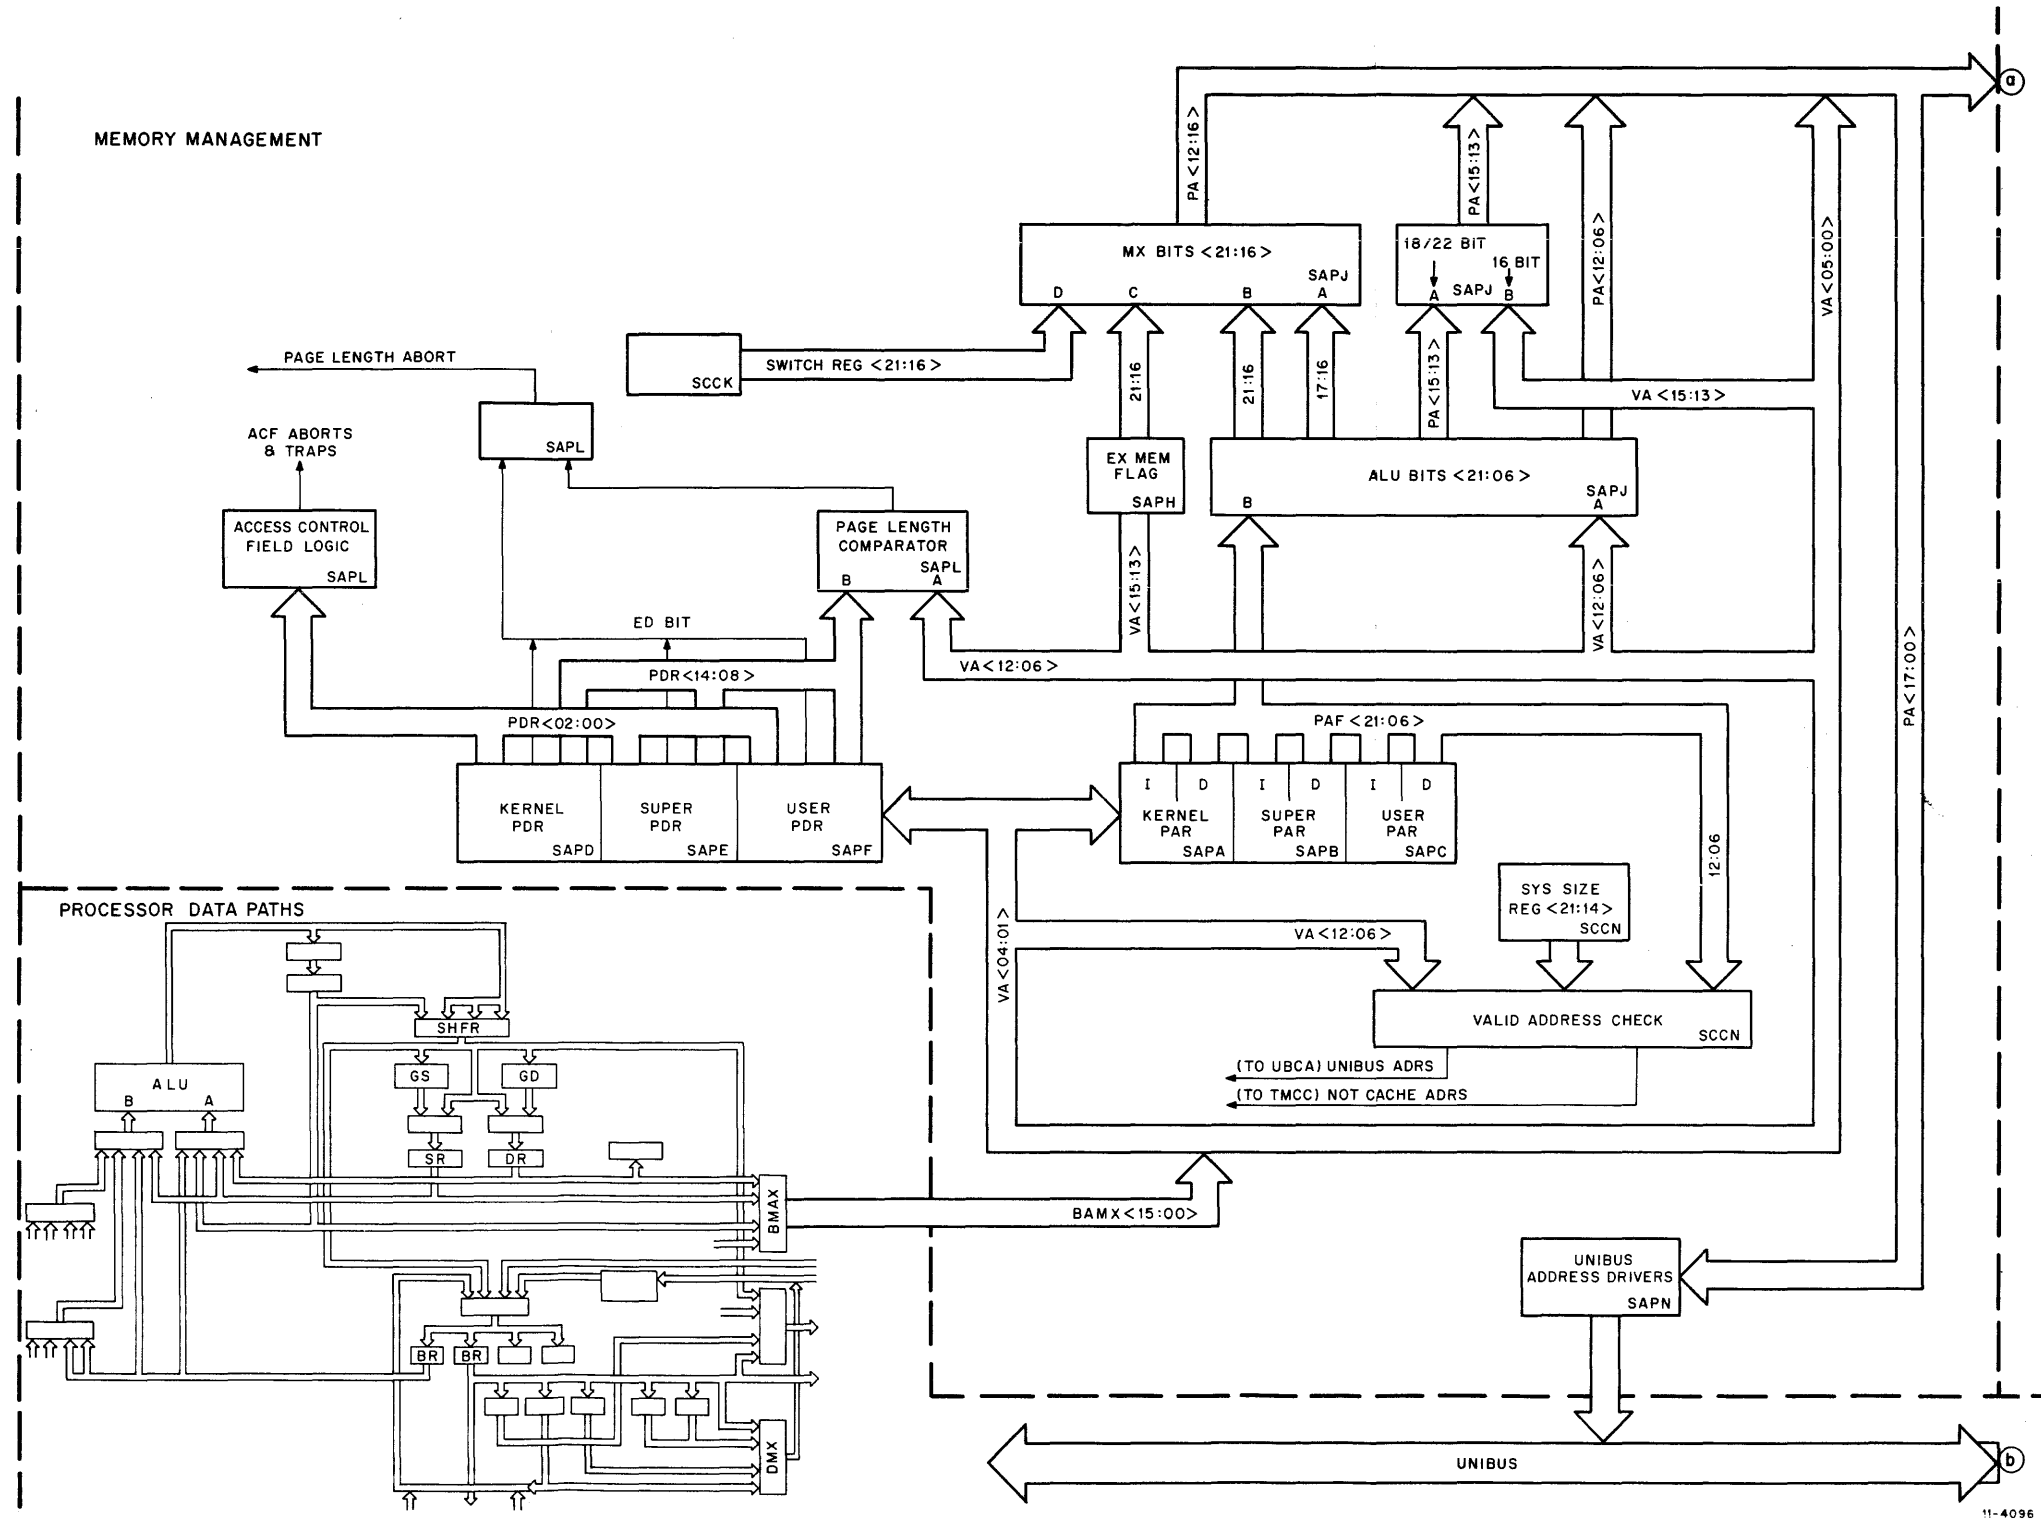 a
MEMORY MANAGEMENT
PA<12:16>
PA<15:13>
PA<12:06>
VA<05:00>
MX BITS <21:16>
SAPJ
D
C
B
A
18/22 BIT
16 BIT
A
SAPJ
B
SWITCH REG <21:16>
SCCK
PAGE LENGTH ABORT
21:16
21:16
17:16
PA<15:13>
VA <15:13>
SAPL
ACF ABORTS
& TRAPS
EX MEM
FLAG
SAPH
ALU BITS <21:06>
SAPJ
B
A
ACCESS CONTROL
FIELD LOGIC
SAPL
PAGE LENGTH
COMPARATOR
SAPL
B
A
VA<15:13>
VA<12:06>
ED BIT
VA<12:06>
PA<17:00>
PDR<14:08>
PDR<02:00>
PAF <21:06>
KERNEL
PDR
SAPD
SUPER
PDR
SAPE
USER
PDR
SAPF
I
D
I
D
I
D
KERNEL
PAR
SAPA
SUPER
PAR
SAPB
USER
PAR
SAPC
12:06
SYS SIZE
REG <21:14>
SCCN
PROCESSOR DATA PATHS
VA<04:01>
VA <12:06>
VALID ADDRESS CHECK
SCCN
(TO UBCA) UNIBUS ADRS
(TO TMCC) NOT CACHE ADRS
SHFR
ALU
B
A
GS
GD
SR
DR
BMAX
BAMX<15:00>
UNIBUS
ADDRESS DRIVERS
SAPN
BR
BR
DMX
UNIBUS
b
11-4096